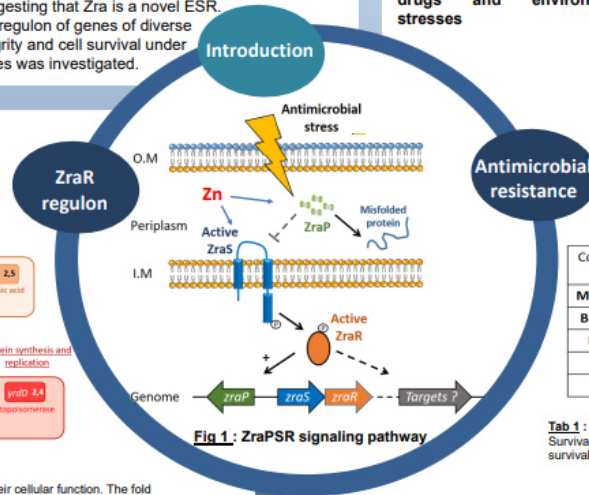 ggesting that Zra is a novel ESR.
regulon of genes of diverse
grity and cell survival under
es was investigated.
drugs and environ
stresses
Introduction
ZraR
regulon
Antimicrobial
resistance
Antimicrobial
stress
O.M
Zn
Periplasm
ZraP
Misfolded
protein
Active
ZraS
I.M
P
P
Active
ZraR
+
Genome
zraP
zraS
zraR
Targets ?
Fig 1 : ZraPSR signaling pathway
2,5
ic acid
ein synthesis and
replication
yrdD 2,4
topoisomerase
eir cellular function. The fold
Co
M
B
Tab 1 :
Surviva
survival